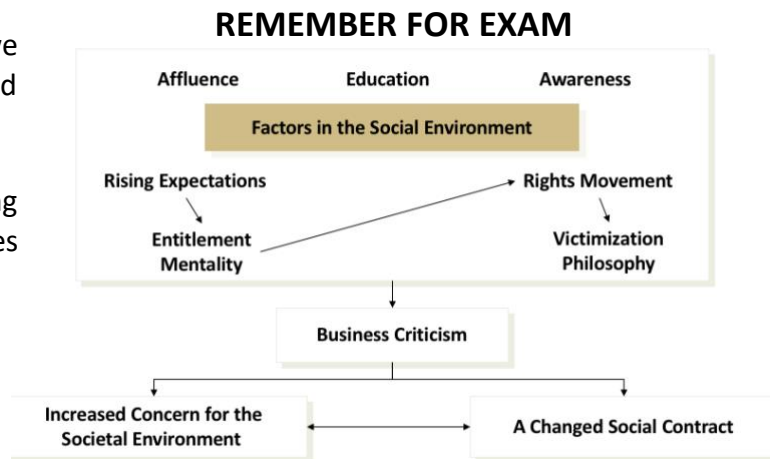 REMEMBER FOR EXAM
Affluence Education Awareness
Factors in the Social Environment
Rising Expectations Rights Movement
Entitlement Victimization
Mentality Philosophy
Business Criticism
Increased Concern for the
Societal Environment
A Changed Social Contract